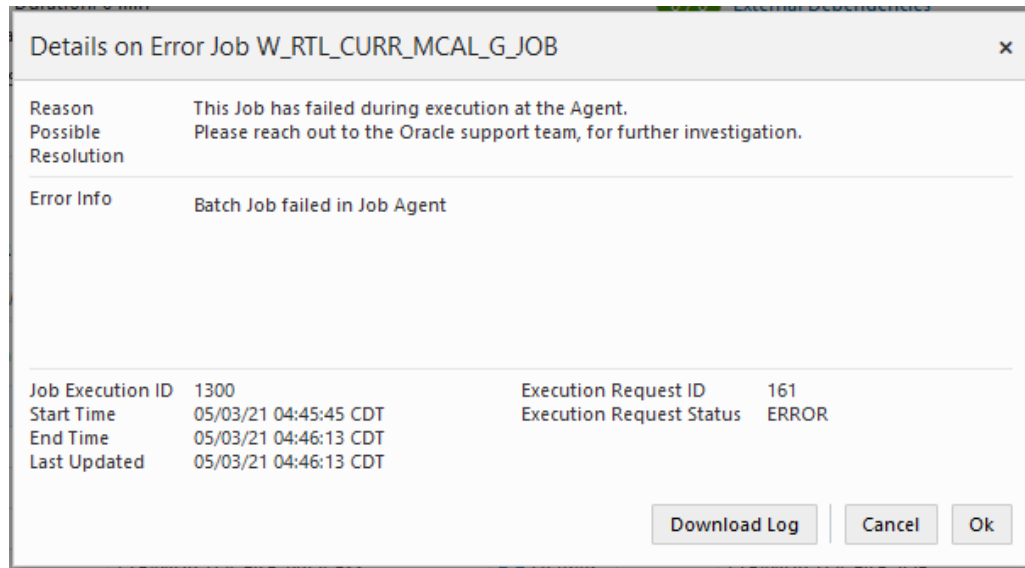 External Dependencies
Details on Error Job W_RTL_CURR_MCAL_G_JOB ×
Reason This Job has failed during execution at the Agent.
Possible Please reach out to the Oracle support team, for further investigation.
Resolution
Error Info Batch Job failed in Job Agent
Job Execution ID 1300 Execution Request ID 161
Start Time 05/03/21 04:45:45 CDT Execution Request Status ERROR
End Time 05/03/21 04:46:13 CDT
Last Updated 05/03/21 04:46:13 CDT
Download Log Cancel Ok